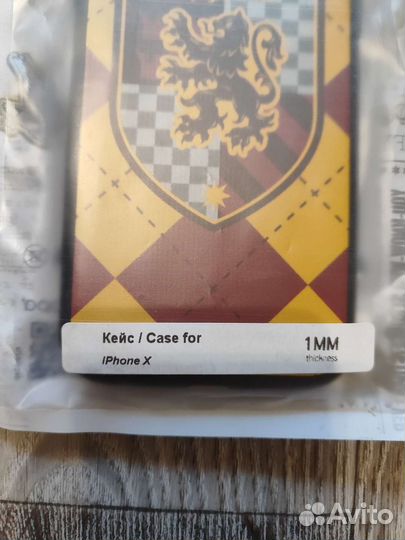 Кейс / Case for
iPhone X
1MM
thickness
Avito